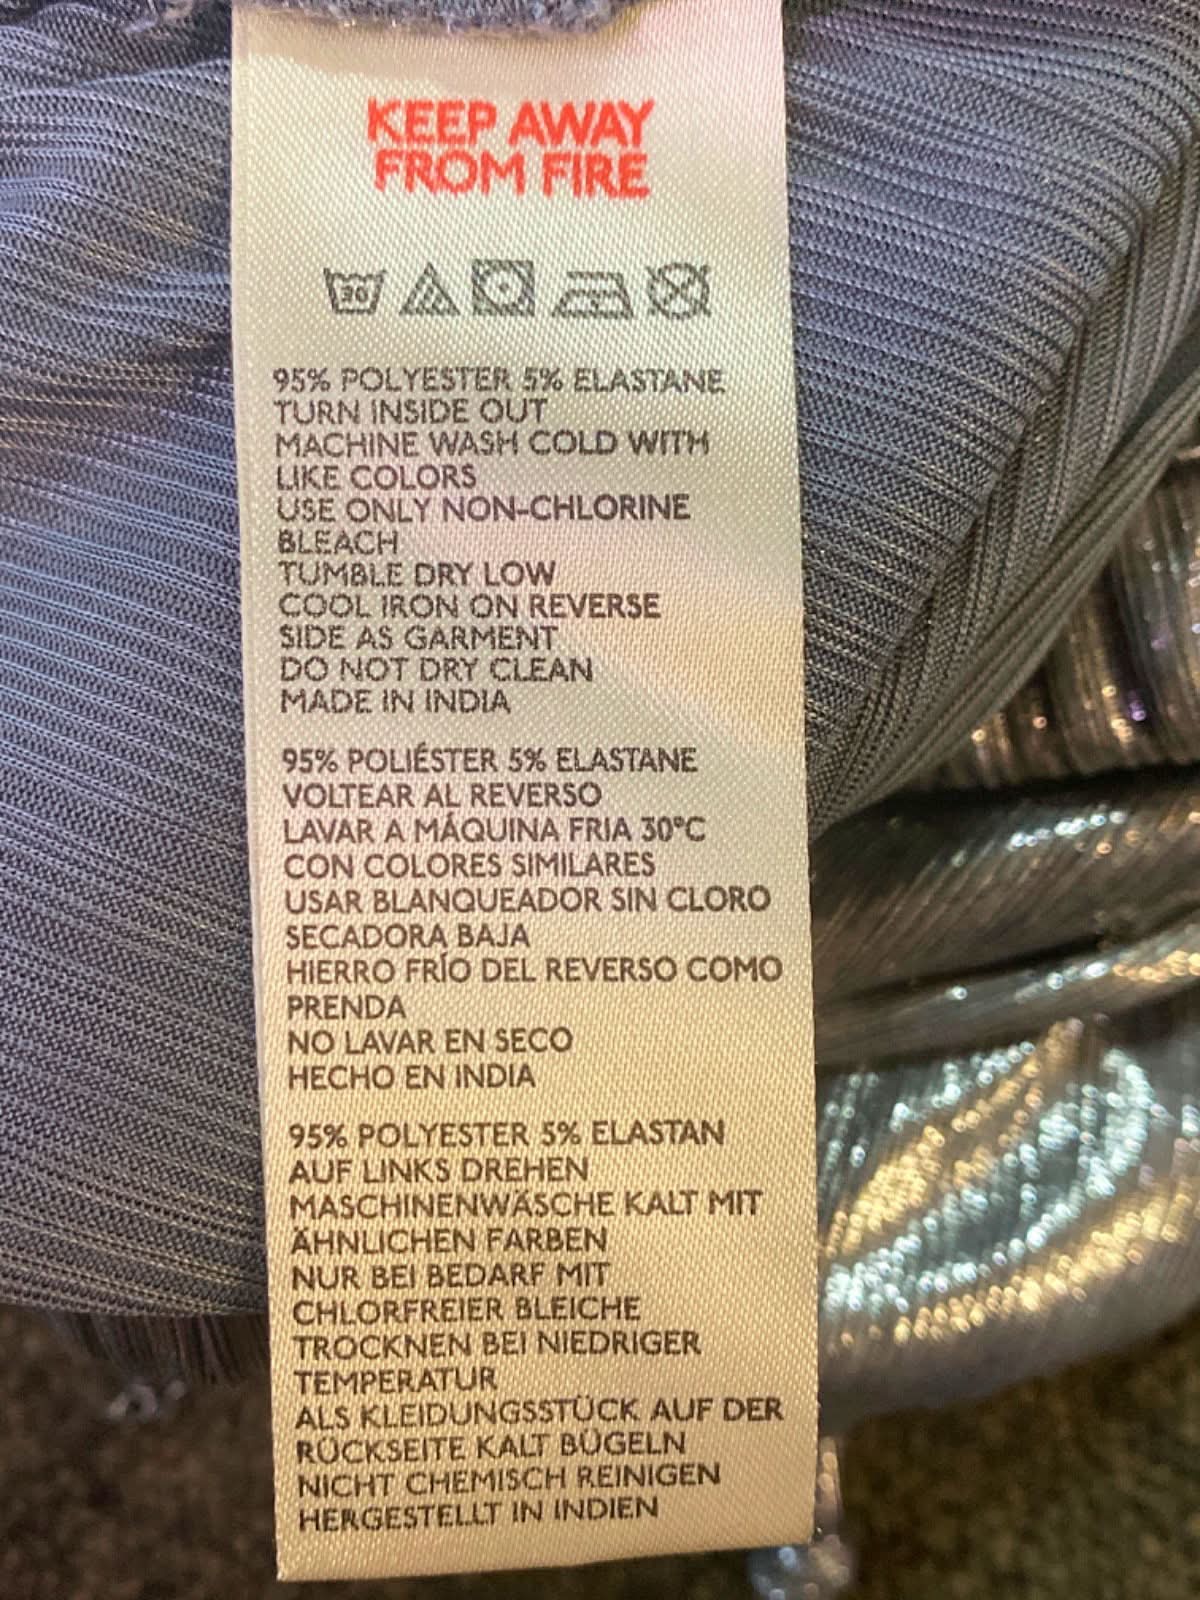 KEEP AWAY
FROM FIRE
30
95% POLYESTER 5% ELASTANE
TURN INSIDE OUT
MACHINE WASH COLD WITH
LIKE COLORS
USE ONLY NON-CHLORINE
BLEACH
TUMBLE DRY LOW
COOL IRON ON REVERSE
SIDE AS GARMENT
DO NOT DRY CLEAN
MADE IN INDIA
95% POLIÉSTER 5% ELASTANE
VOLTEAR AL REVERSO
LAVAR A MÁQUINA FRIA 30°C
CON COLORES SIMILARES
USAR BLANQUEADOR SIN CLORO
SECADORA BAJA
HIERRO FRÍO DEL REVERSO COMO
PRENDA
NO LAVAR EN SECO
HECHO EN INDIA
95% POLYESTER 5% ELASTAN
AUF LINKS DREHEN
MASCHINENWÄSCHE KALT MIT
ÄHNLICHEN FARBEN
NUR BEI BEDARF MIT
CHLORFREIER BLEICHE
TROCKNEN BEI NIEDRIGER
TEMPERATUR
ALS KLEIDUNGSSTÜCK AUF DER
RÜCKSEITE KALT BÜGELN
NICHT CHEMISCH REINIGEN
HERGESTELLT IN INDIEN